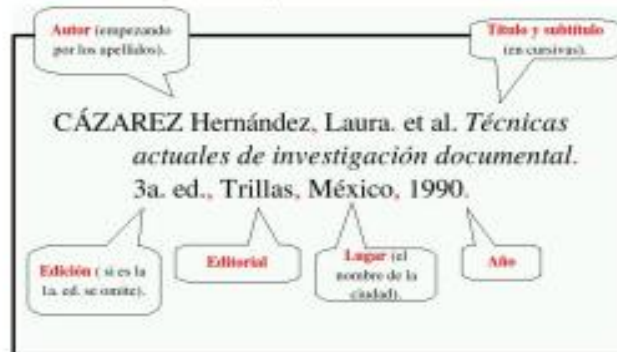 Autor (empezando
por los apellidos).
Título y subtítulo
(en cursivas).
CÁZAREZ Hernández, Laura. et al. Técnicas
actuales de investigación documental.
3a. ed., Trillas, México, 1990.
Edición ( si es la
1a. ed. se omite).
Editorial
Lugar (el
nombre de la
ciudad).
Año